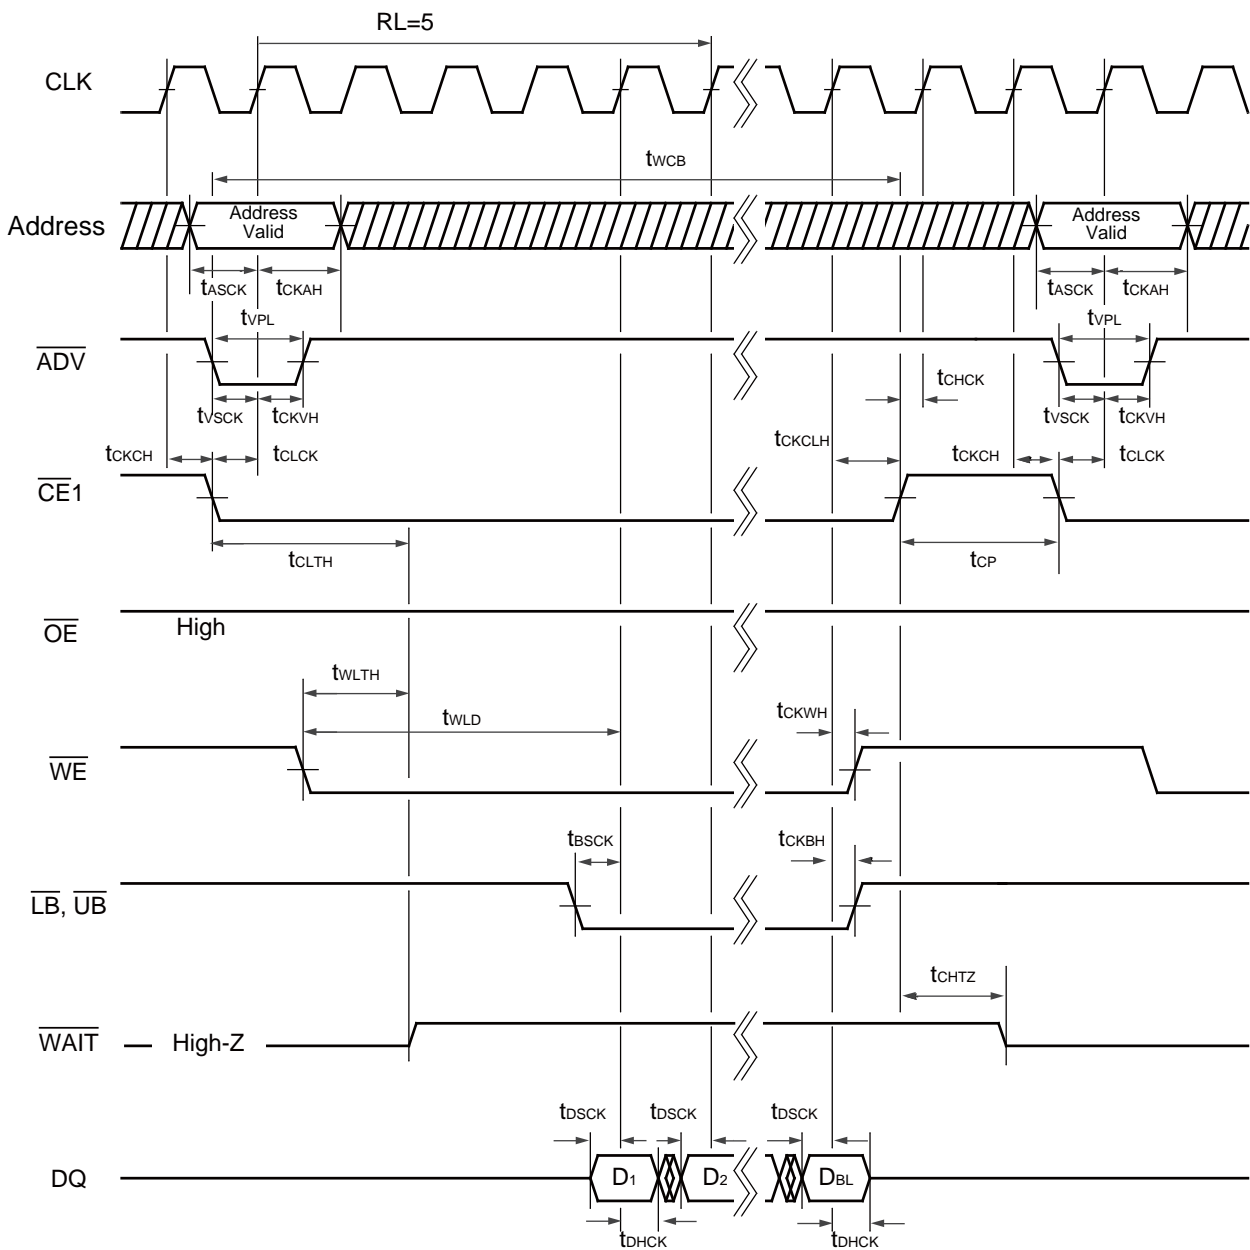 RL=5
CLK
tWCB
Address
Address Valid
Address Valid
tASCK
tCKAH
tASCK
tCKAH
tVPL
tVPL
ADV
tCHCK
tVSCK
tCKVH
tVSCK
tCKVH
tCKCH
tCLCK
tCKCLH
tCKCH
tCLCK
CE1
tCLTH
tCP
OE
High
tWLTH
tWLD
tCKWH
WE
tBSCK
tCKBH
LB, UB
tCHTZ
WAIT
High-Z
tDSCK
tDSCK
tDSCK
DQ
D1
D2
DBL
tDHCK
tDHCK